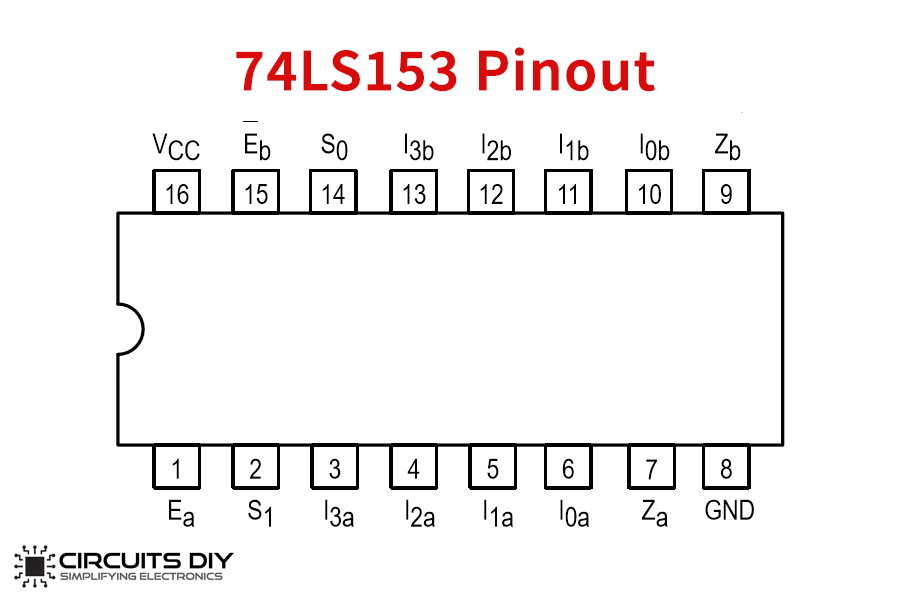 74LS153 Pinout
VCC E̅b S0 I3b I2b I1b I0b Zb
16 15 14 13 12 11 10 9
1 2 3 4 5 6 7 8
Ea S1 I3a I2a I1a I0a Za GND
CIRCUITS DIY
SIMPLIFYING ELECTRONICS